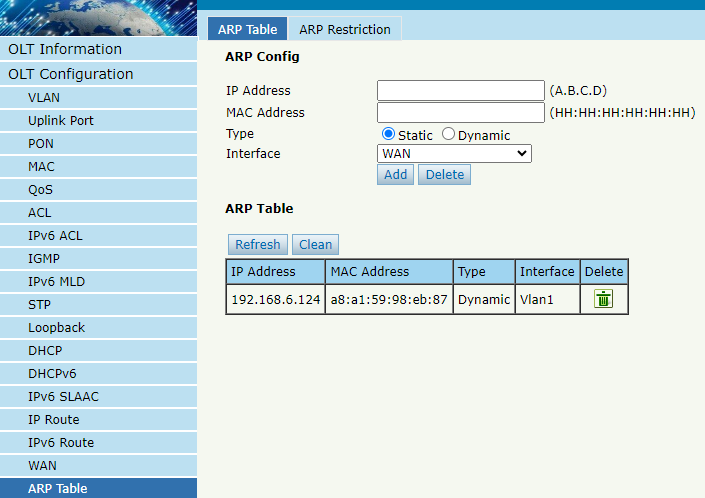 ARP Table ARP Restriction
OLT Information
OLT Configuration
VLAN
Uplink Port
PON
MAC
QoS
ACL
IPv6 ACL
IGMP
IPv6 MLD
STP
Loopback
DHCP
DHCPv6
IPv6 SLAAC
IP Route
IPv6 Route
WAN
ARP Table
ARP Config
IP Address (A.B.C.D)
MAC Address (HH:HH:HH:HH:HH:HH)
Type Static Dynamic
Interface WAN
Add Delete
ARP Table
Refresh Clean
IP Address MAC Address Type Interface Delete
192.168.6.124 a8:a1:59:98:eb:87 Dynamic Vlan1